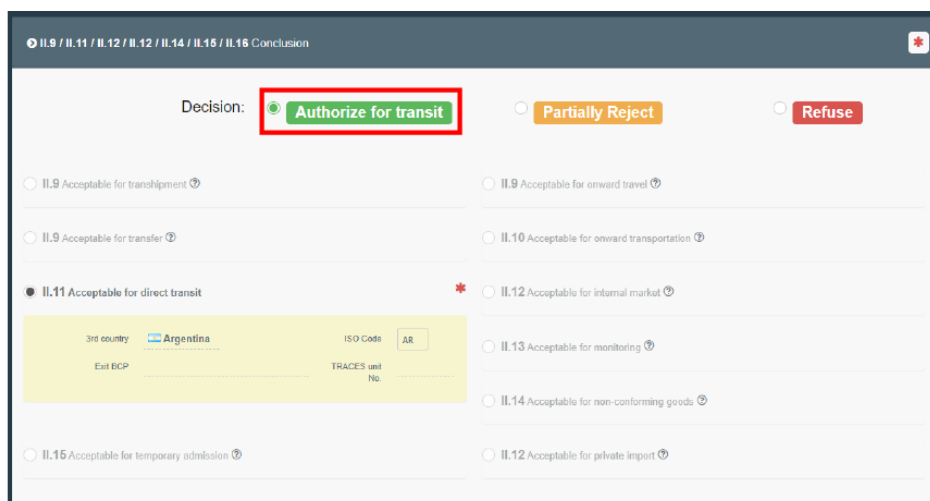 II.9 / II.11 / II.12 / II.12 / II.14 / II.15 / II.16 Conclusion
Decision: Authorize for transit Partially Reject Refuse
II.9 Acceptable for transhipment
II.9 Acceptable for onward travel
II.9 Acceptable for transfer
II.10 Acceptable for onward transportation
II.11 Acceptable for direct transit
II.12 Acceptable for internal market
3rd country Argentina ISO Code AR
Exit BCP TRACES unit No.
II.13 Acceptable for monitoring
II.14 Acceptable for non-conforming goods
II.15 Acceptable for temporary admission
II.12 Acceptable for private import